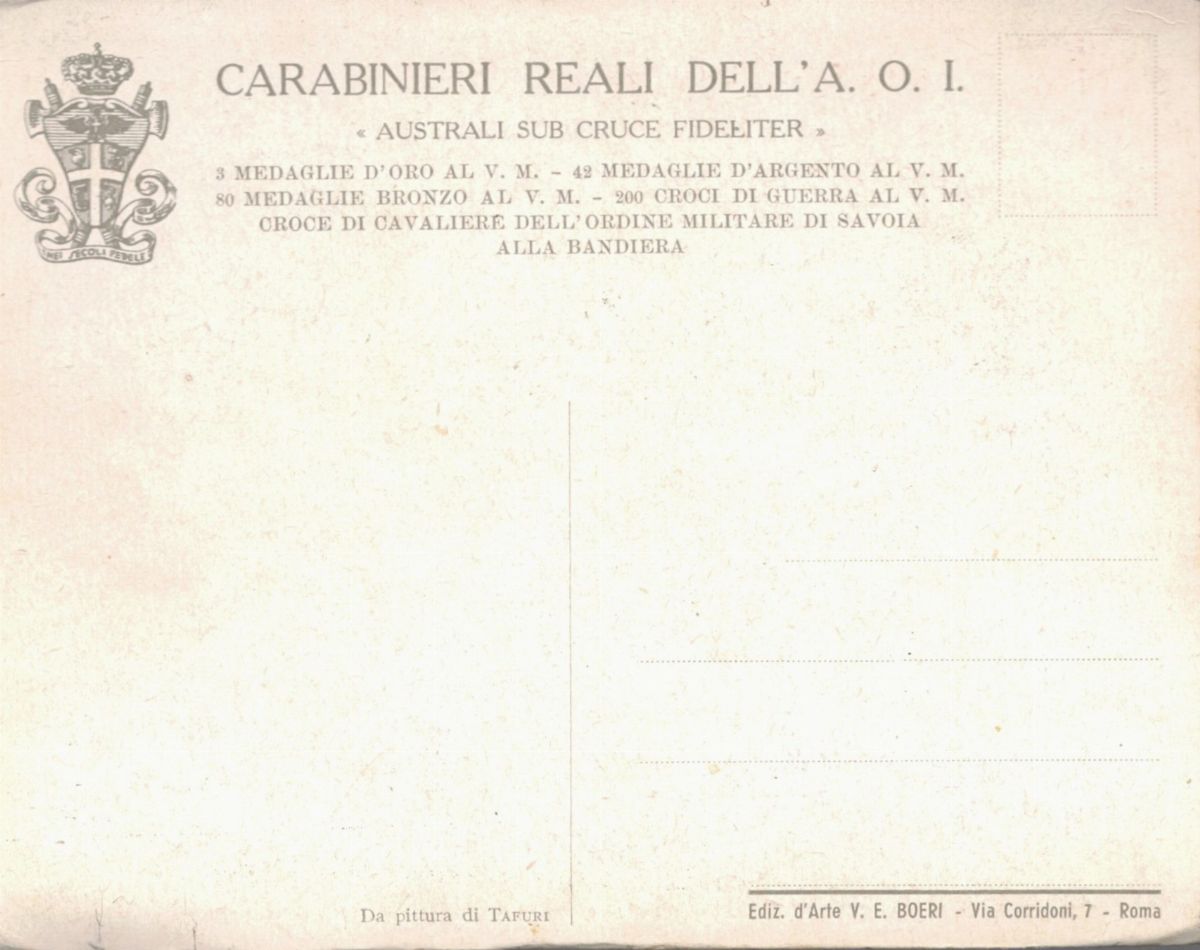 CARABINIERI REALI DELL'A. O. I.
« AUSTRALI SUB CRUCE FIDELITER »
3 MEDAGLIE D'ORO AL V. M. - 42 MEDAGLIE D'ARGENTO AL V. M.
80 MEDAGLIE BRONZO AL V. M. - 200 CROCI DI GUERRA AL V. M.
CROCE DI CAVALIERE DELL'ORDINE MILITARE DI SAVOIA
ALLA BANDIERA
NEI SECOLI FEDELE
Da pittura di TAFURI
Ediz. d'Arte V. E. BOERI - Via Corridoni, 7 - Roma